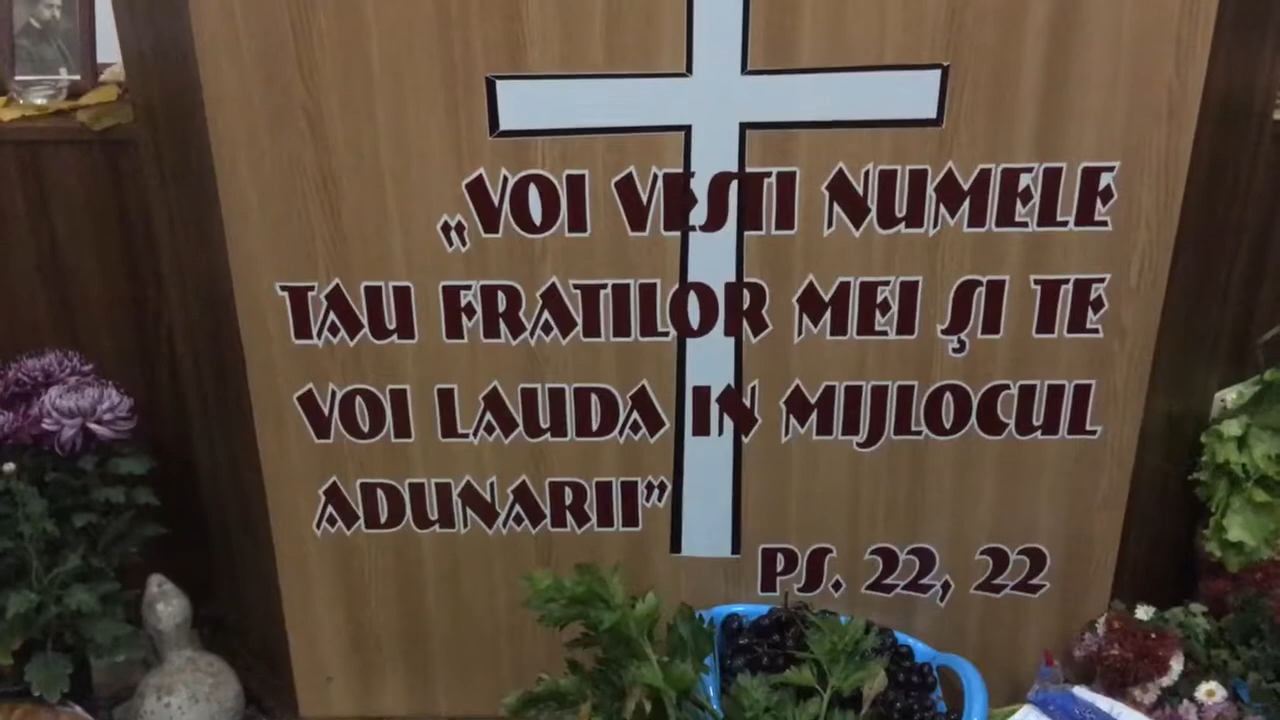 „VOI VESTI NUMELE
TAU FRATILOR MEI ŞI TE
VOI LAUDA IN MIJLOCUL
ADUNARII”
PS. 22, 22